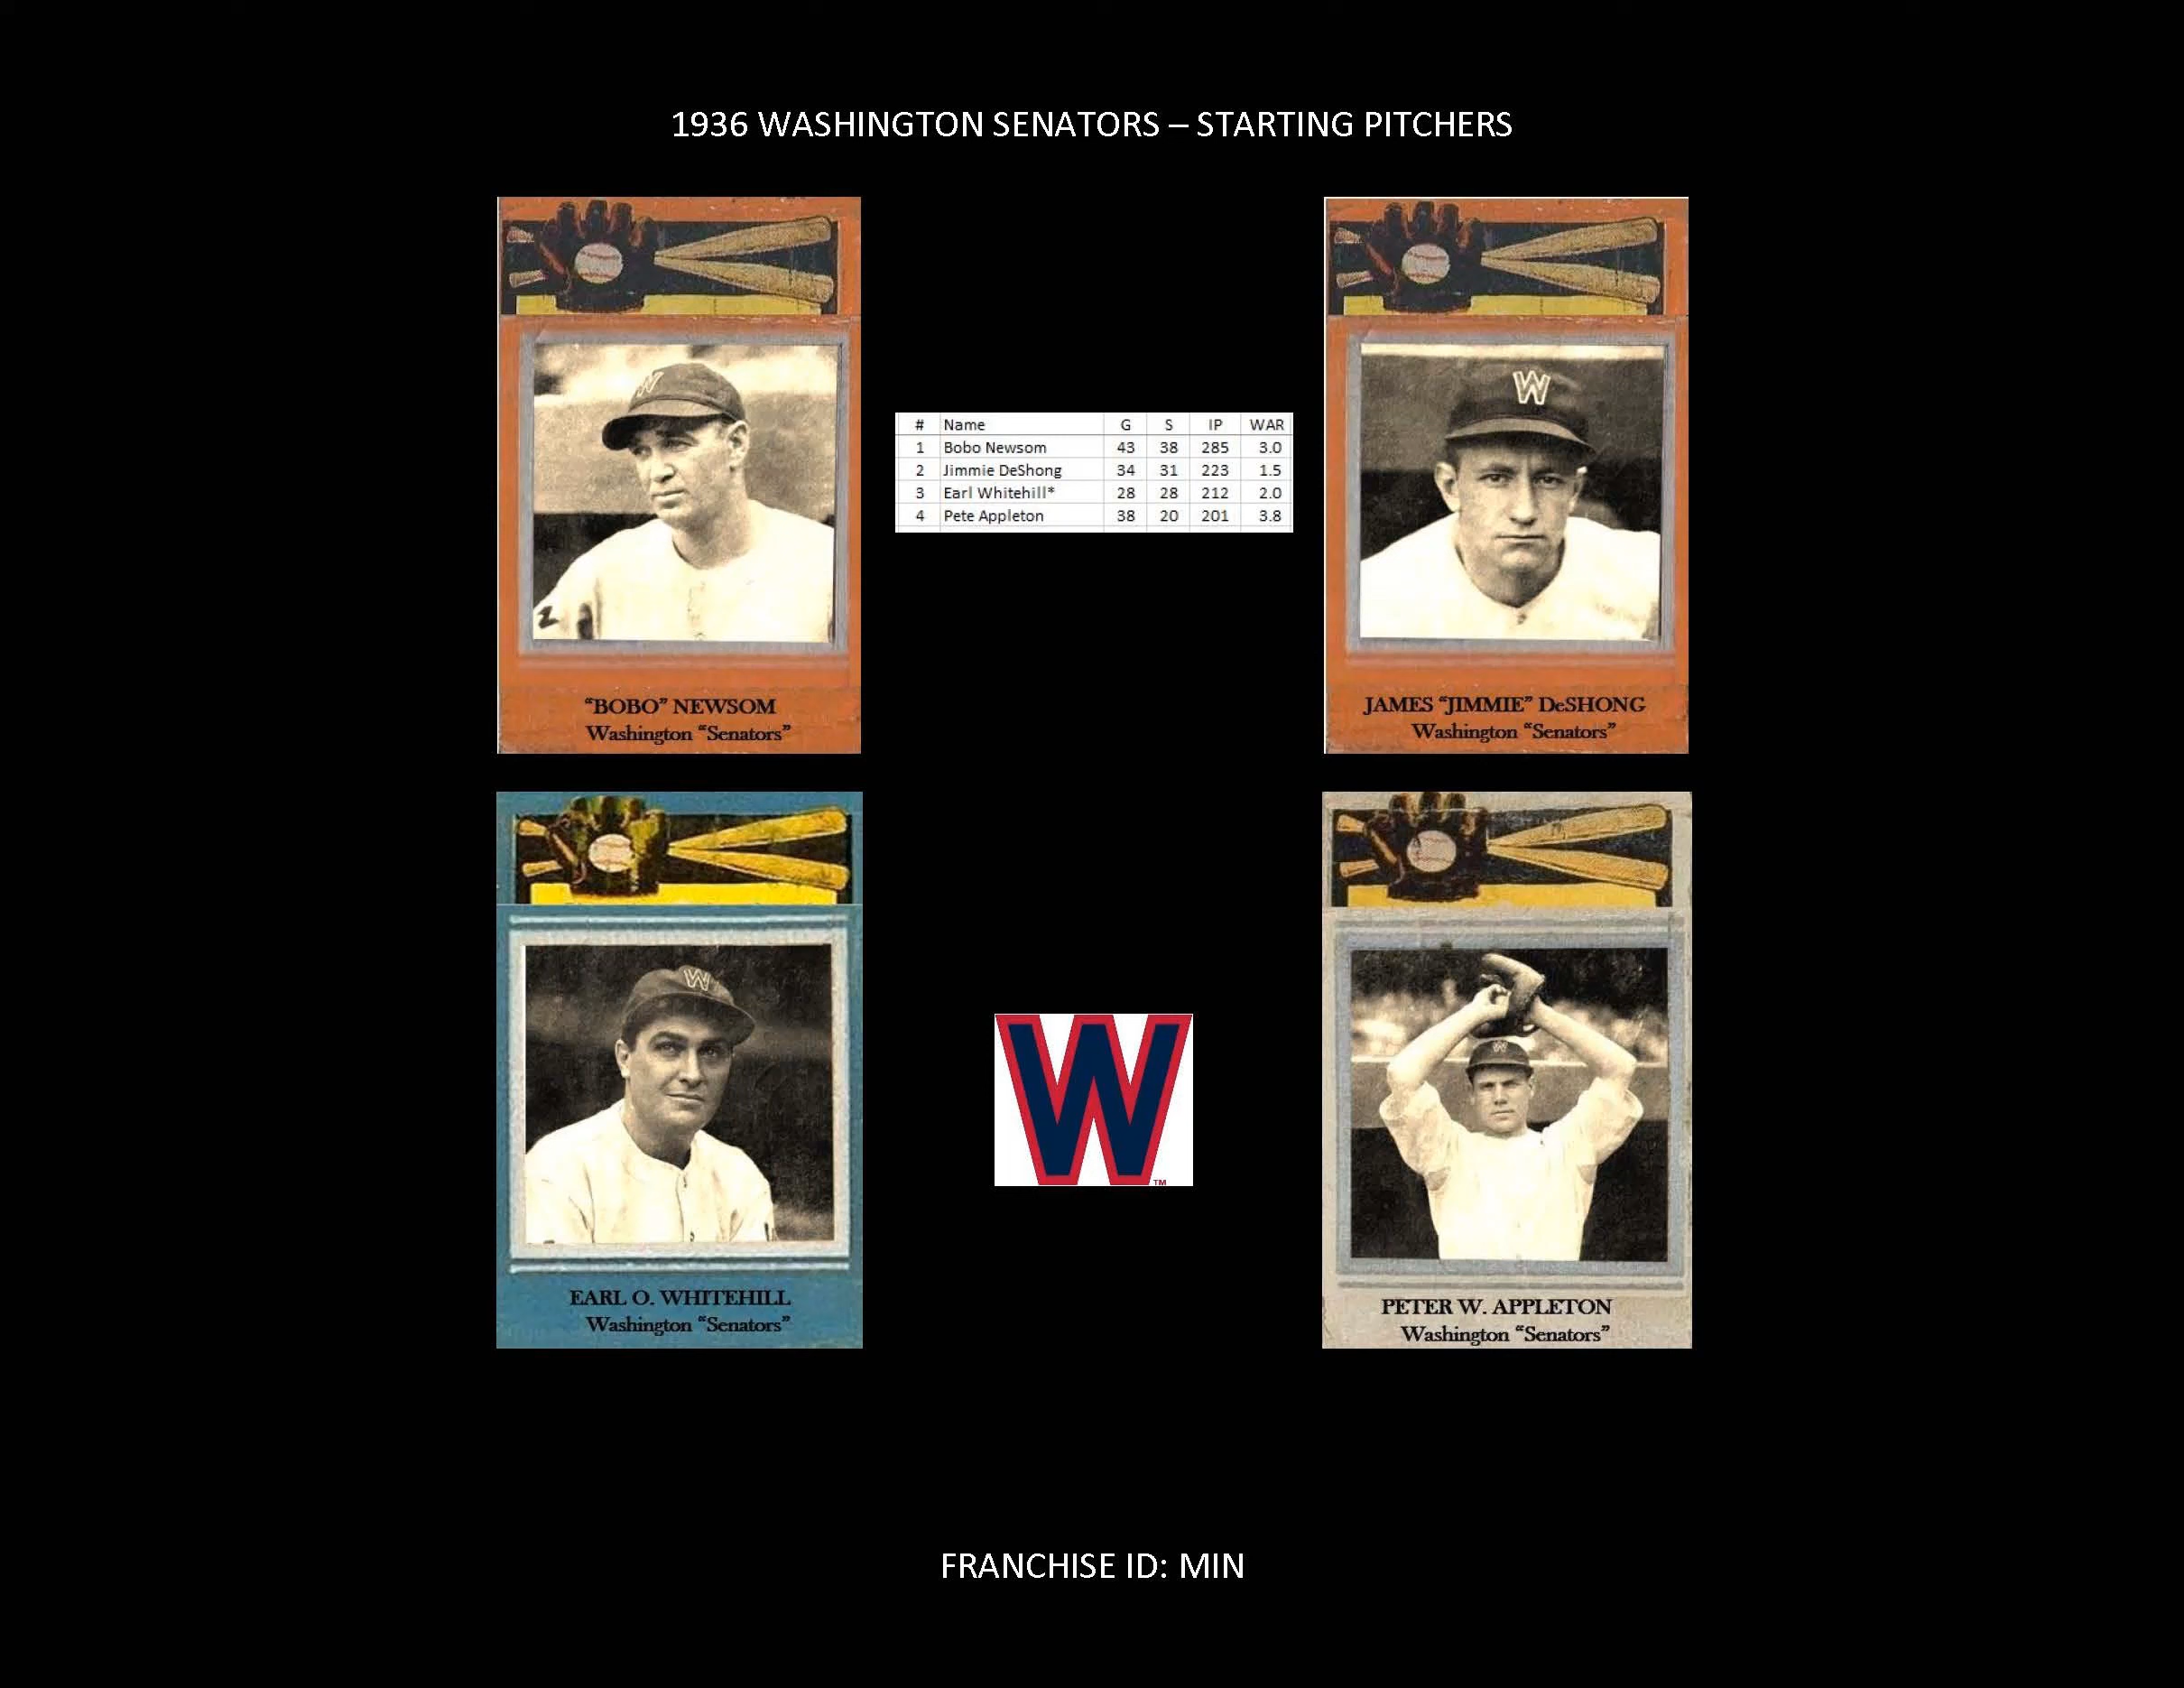 1936 WASHINGTON SENATORS – STARTING PITCHERS
# Name G S IP WAR
1 Bobo Newsom 43 38 285 3.0
2 Jimmie DeShong 34 31 223 1.5
3 Earl Whitehill* 28 28 212 2.0
4 Pete Appleton 38 20 201 3.8
W
W
“BOBO” NEWSOM
Washington “Senators”
JAMES “JIMMIE” DeSHONG
Washington “Senators”
W
W
W
TM
EARL O. WHITEHILL
Washington “Senators”
PETER W. APPLETON
Washington “Senators”
FRANCHISE ID: MIN